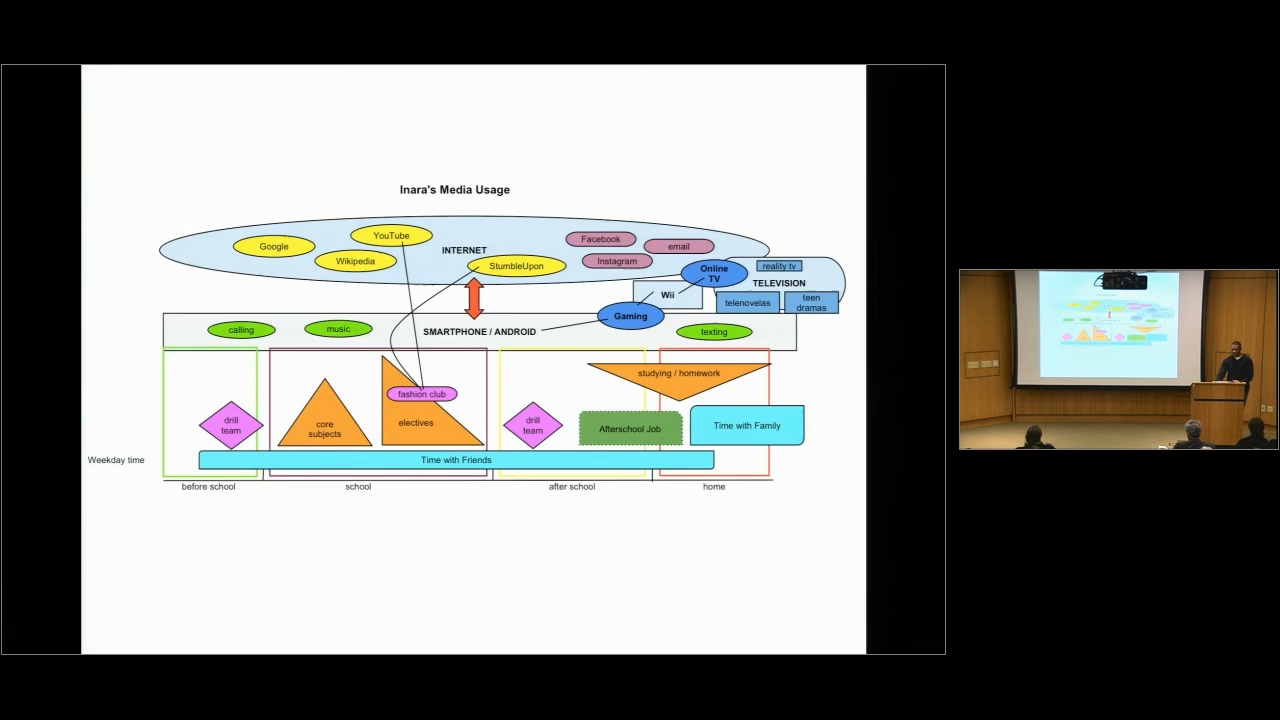 Inara's Media Usage
Google
YouTube
Wikipedia
INTERNET
StumbleUpon
Facebook
email
Instagram
Online
TV
reality tv
TELEVISION
telenovelas
teen
dramas
Wii
Gaming
calling
music
SMARTPHONE / ANDROID
texting
studying / homework
fashion club
drill
team
core
subjects
electives
drill
team
Afterschool Job
Time with Family
Weekday time
Time with Friends
before school
school
after school
home